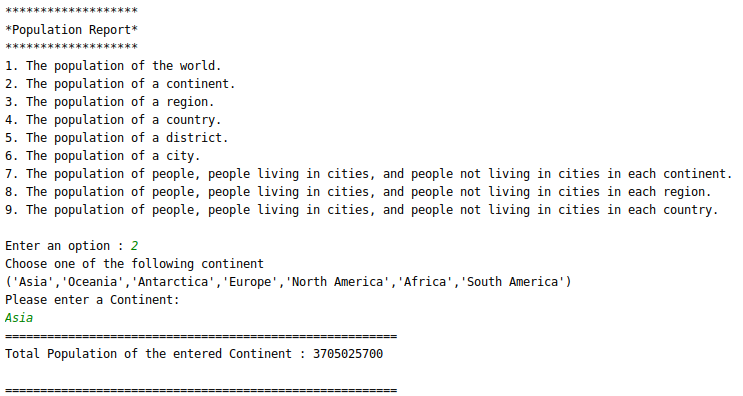 *******************
*Population Report*
*******************
1. The population of the world.
2. The population of a continent.
3. The population of a region.
4. The population of a country.
5. The population of a district.
6. The population of a city.
7. The population of people, people living in cities, and people not living in cities in each continent.
8. The population of people, people living in cities, and people not living in cities in each region.
9. The population of people, people living in cities, and people not living in cities in each country.
Enter an option : 2
Choose one of the following continent
('Asia','Oceania','Antarctica','Europe','North America','Africa','South America')
Please enter a Continent:
Asia
========================================================
Total Population of the entered Continent : 3705025700
========================================================